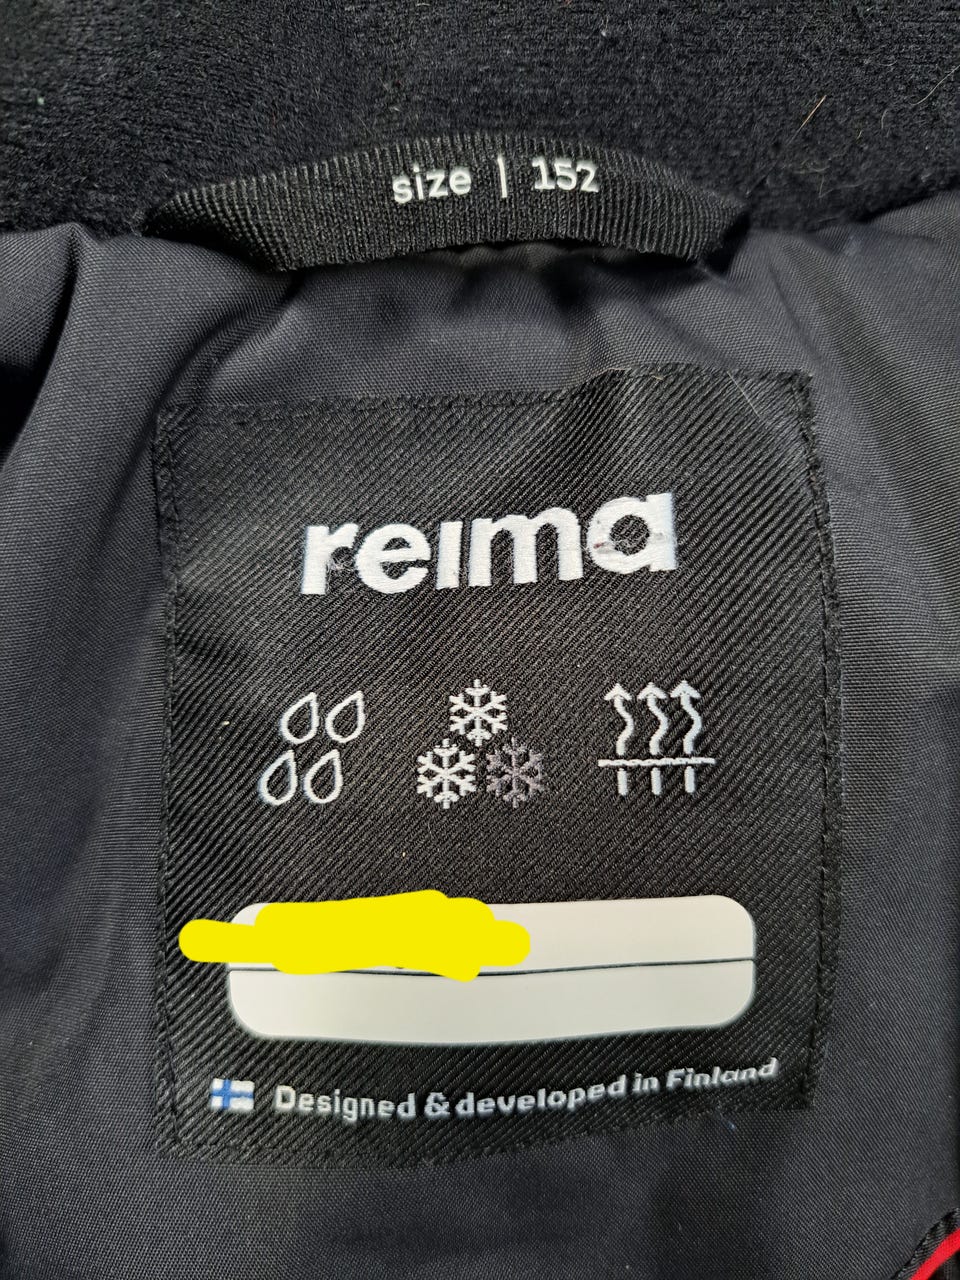 size | 152
reima
Designed & developed in Finland